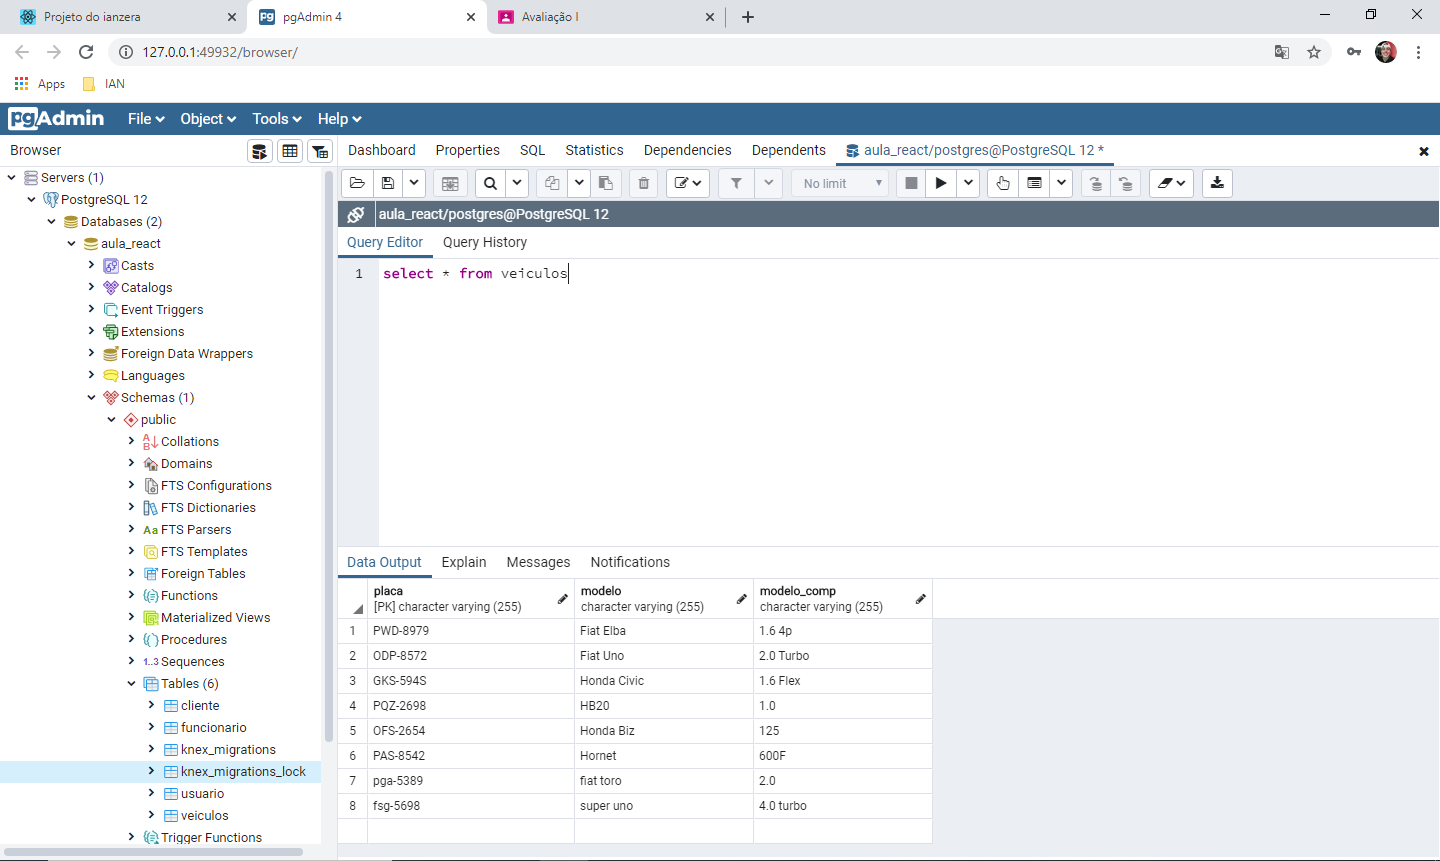 Projeto do ianzera
pgAdmin 4
Avaliação I
127.0.0.1:49932/browser/
Apps
IAN
pgAdmin
File
Object
Tools
Help
Browser
Dashboard
Properties
SQL
Statistics
Dependencies
Dependents
aula_react/postgres@PostgreSQL 12 *
No limit
Servers (1)
PostgreSQL 12
Databases (2)
aula_react
Casts
Catalogs
Event Triggers
Extensions
Foreign Data Wrappers
Languages
Schemas (1)
public
Collations
Domains
FTS Configurations
FTS Dictionaries
Aa FTS Parsers
FTS Templates
Foreign Tables
Functions
Materialized Views
Procedures
1..3 Sequences
Tables (6)
cliente
funcionario
knex_migrations
knex_migrations_lock
usuario
veiculos
Trigger Functions
aula_react/postgres@PostgreSQL 12
Query Editor
Query History
1 select * from veiculos
Data Output
Explain
Messages
Notifications
placa
[PK] character varying (255)
modelo
character varying (255)
modelo_comp
character varying (255)
1 PWD-8979 Fiat Elba 1.6 4p
2 ODP-8572 Fiat Uno 2.0 Turbo
3 GKS-594S Honda Civic 1.6 Flex
4 PQZ-2698 HB20 1.0
5 OFS-2654 Honda Biz 125
6 PAS-8542 Hornet 600F
7 pga-5389 fiat toro 2.0
8 fsg-5698 super uno 4.0 turbo